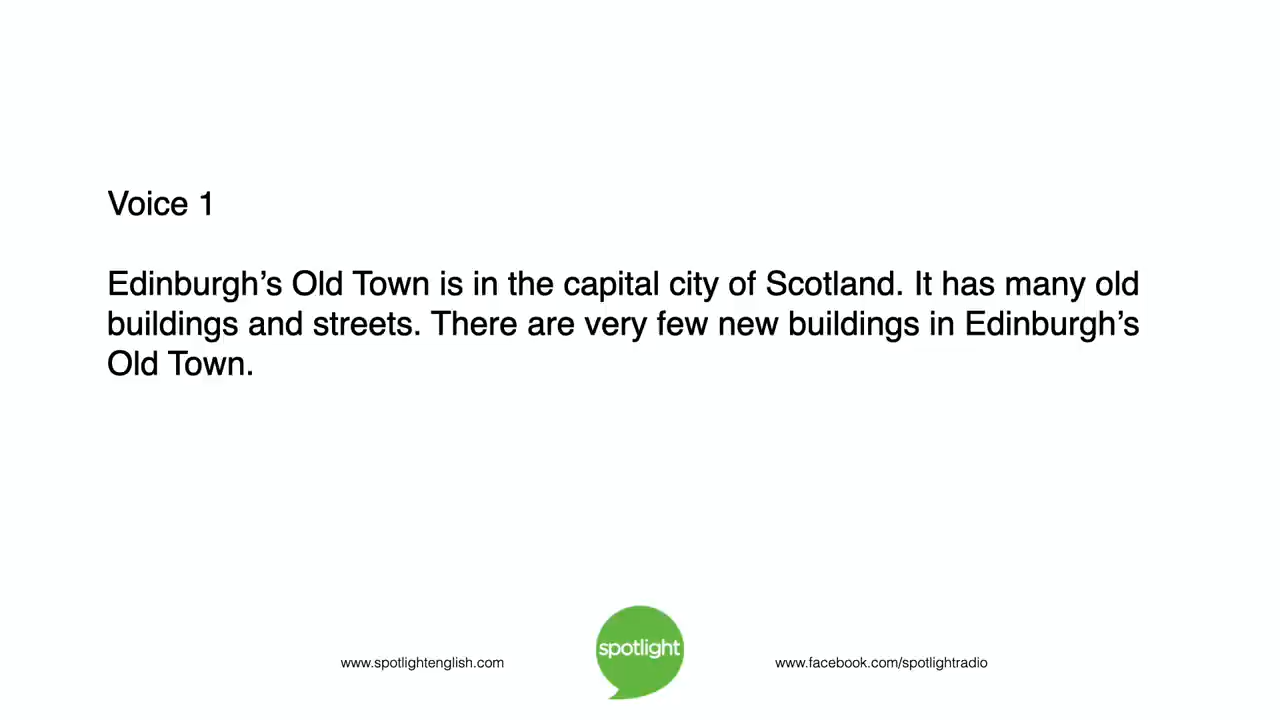 Voice 1
Edinburgh’s Old Town is in the capital city of Scotland. It has many old
buildings and streets. There are very few new buildings in Edinburgh’s
Old Town.
spotlight
www.spotlightenglish.com
www.facebook.com/spotlightradio